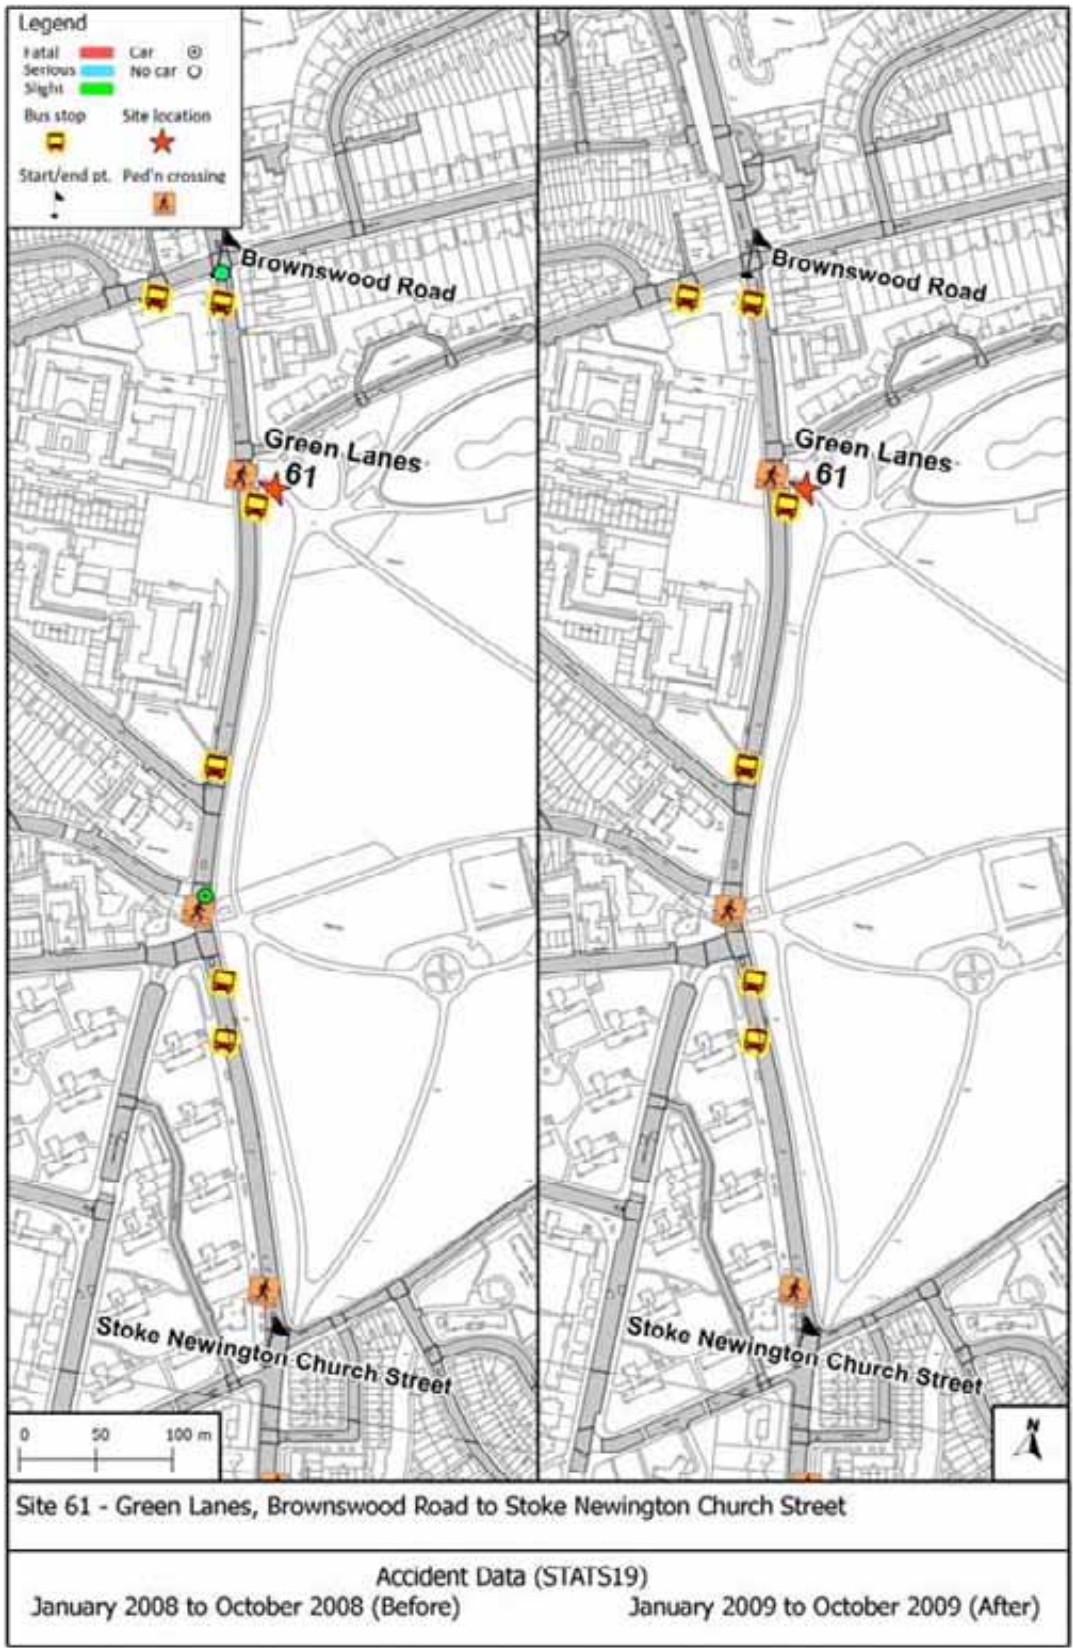 Legend
Fatal Car
Serious No car
Slight
Bus stop Site location
Start/end pt. Ped'n crossing
Brownswood Road
Brownswood Road
Green Lanes
61
Green Lanes
61
Stoke Newington Church Street
Stoke Newington Church Street
0 50 100 m
N
Site 61 - Green Lanes, Brownswood Road to Stoke Newington Church Street
Accident Data (STATS19)
January 2008 to October 2008 (Before) January 2009 to October 2009 (After)